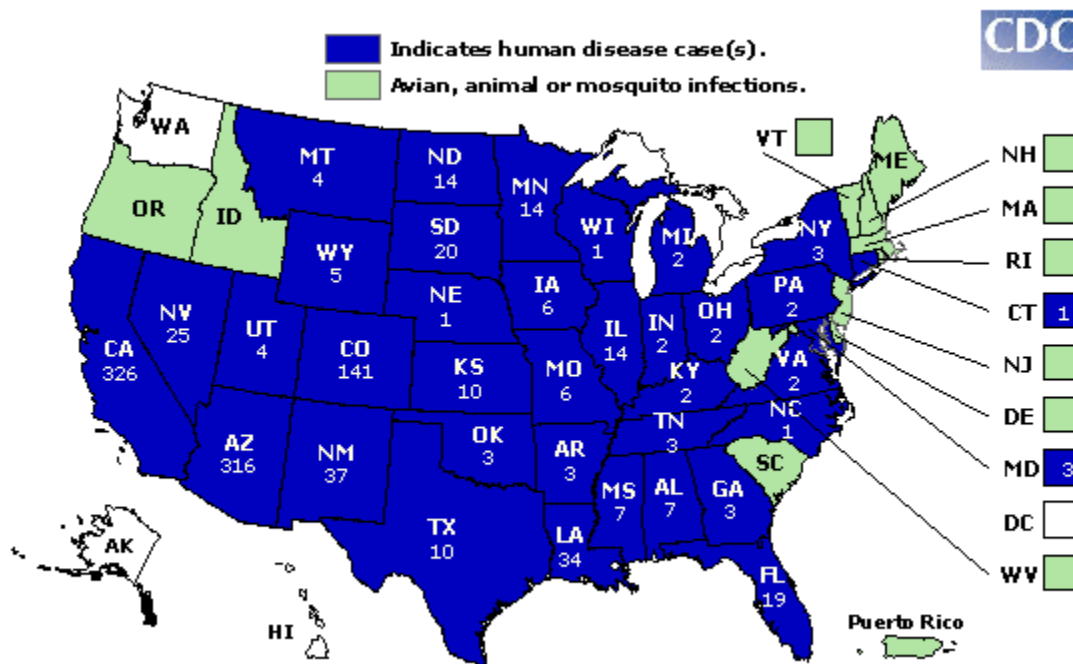 CDC
Indicates human disease case(s).
Avian, animal or mosquito infections.
WA
VT
ME
NH
MT
4
ND
14
MN
14
MA
OR
ID
SD
20
WI
1
MI
2
NY
3
RI
WY
5
IA
6
PA
2
CT 1
NV
25
NE
1
OH
2
CA
326
UT
4
CO
141
IL
14
IN
2
VA
2
NJ
KS
10
MO
6
KY
2
NC
1
DE
AZ
316
NM
37
OK
3
AR
3
TN
3
SC
MD 3
MS
7
AL
7
GA
3
DC
TX
10
LA
34
AK
FL
19
WV
HI
Puerto Rico